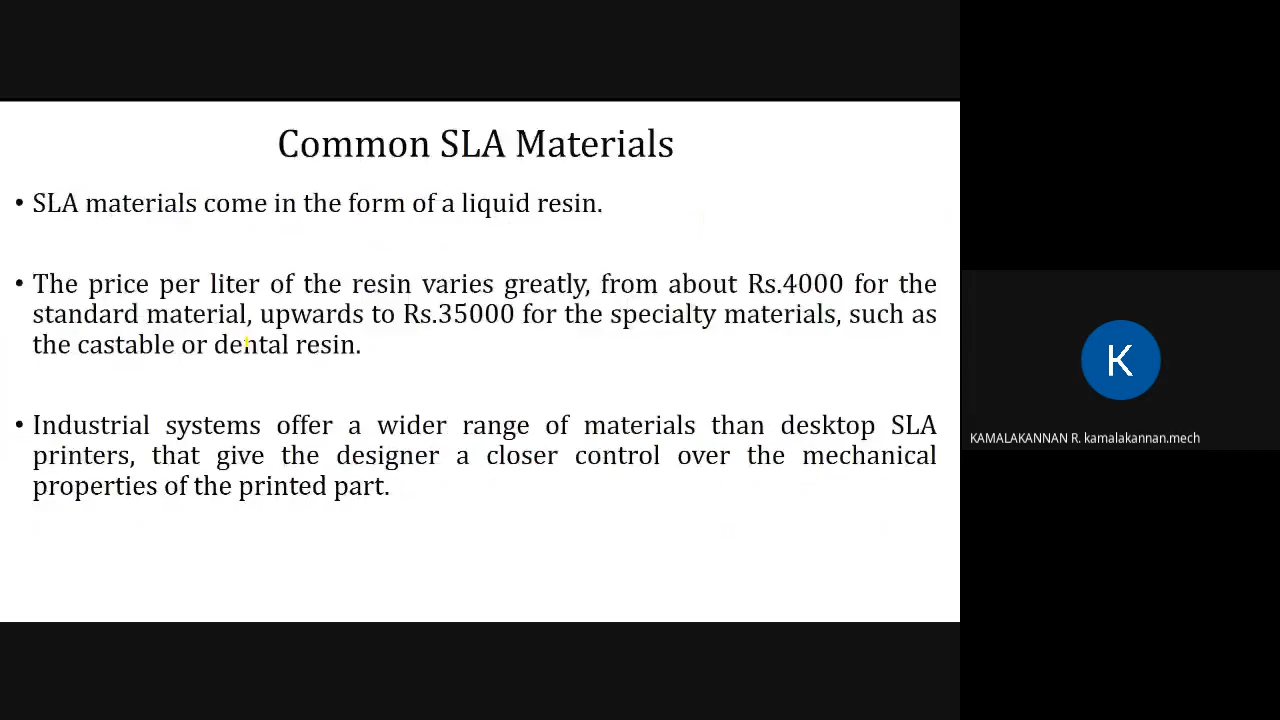 Common SLA Materials
• SLA materials come in the form of a liquid resin.
• The price per liter of the resin varies greatly, from about Rs.4000 for the
standard material, upwards to Rs.35000 for the specialty materials, such as
the castable or dental resin.
• Industrial systems offer a wider range of materials than desktop SLA
printers, that give the designer a closer control over the mechanical
properties of the printed part.
K
KAMALAKANNAN R. kamalakannan.mech